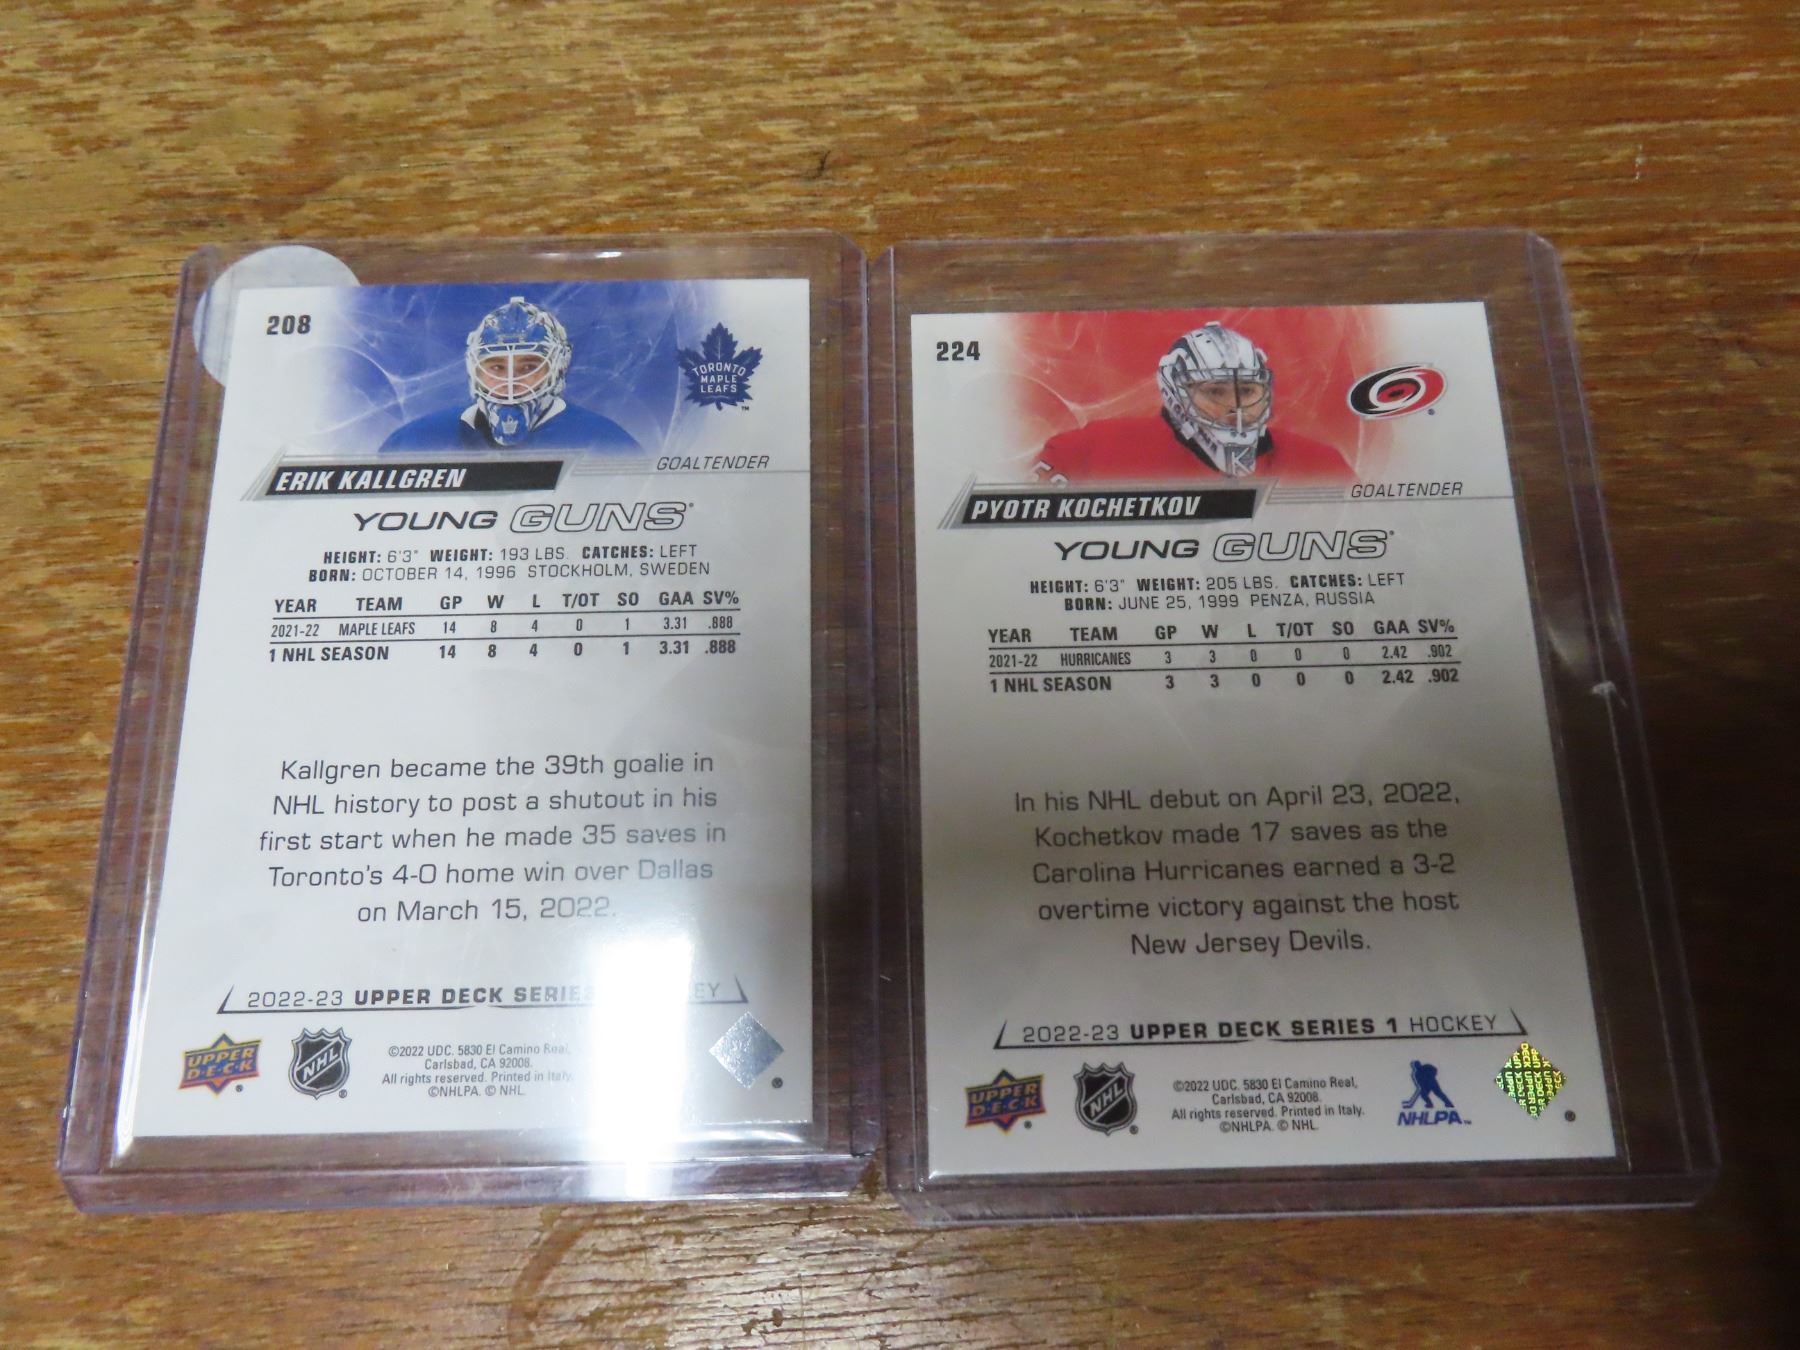 208
TORONTO
MAPLE
LEAFS
™
ERIK KALLGREN
GOALTENDER
YOUNG GUNS®
HEIGHT: 6'3" WEIGHT: 193 LBS. CATCHES: LEFT
BORN: OCTOBER 14, 1996 STOCKHOLM, SWEDEN
YEAR TEAM GP W L T/OT SO GAA SV%
2021-22 MAPLE LEAFS 14 8 4 0 1 3.31 .888
1 NHL SEASON 14 8 4 0 1 3.31 .888
Kallgren became the 39th goalie in
NHL history to post a shutout in his
first start when he made 35 saves in
Toronto's 4-0 home win over Dallas
on March 15, 2022.
2022-23 UPPER DECK SERIES
UPPER
D·E·C·K
NHL
©2022 UDC. 5830 El Camino Real,
Carlsbad, CA 92008.
All rights reserved. Printed in Italy.
©NHLPA. © NHL.
224
PYOTR KOCHETKOV
GOALTENDER
YOUNG GUNS®
HEIGHT: 6'3" WEIGHT: 205 LBS. CATCHES: LEFT
BORN: JUNE 25, 1999 PENZA, RUSSIA
YEAR TEAM GP W L T/OT SO GAA SV%
2021-22 HURRICANES 3 3 0 0 0 2.42 .902
1 NHL SEASON 3 3 0 0 0 2.42 .902
In his NHL debut on April 23, 2022,
Kochetkov made 17 saves as the
Carolina Hurricanes earned a 3-2
overtime victory against the host
New Jersey Devils.
2022-23 UPPER DECK SERIES 1 HOCKEY
UPPER
D·E·C·K
NHL
©2022 UDC. 5830 El Camino Real,
Carlsbad, CA 92008.
All rights reserved. Printed in Italy.
©NHLPA. © NHL.
NHLPA™